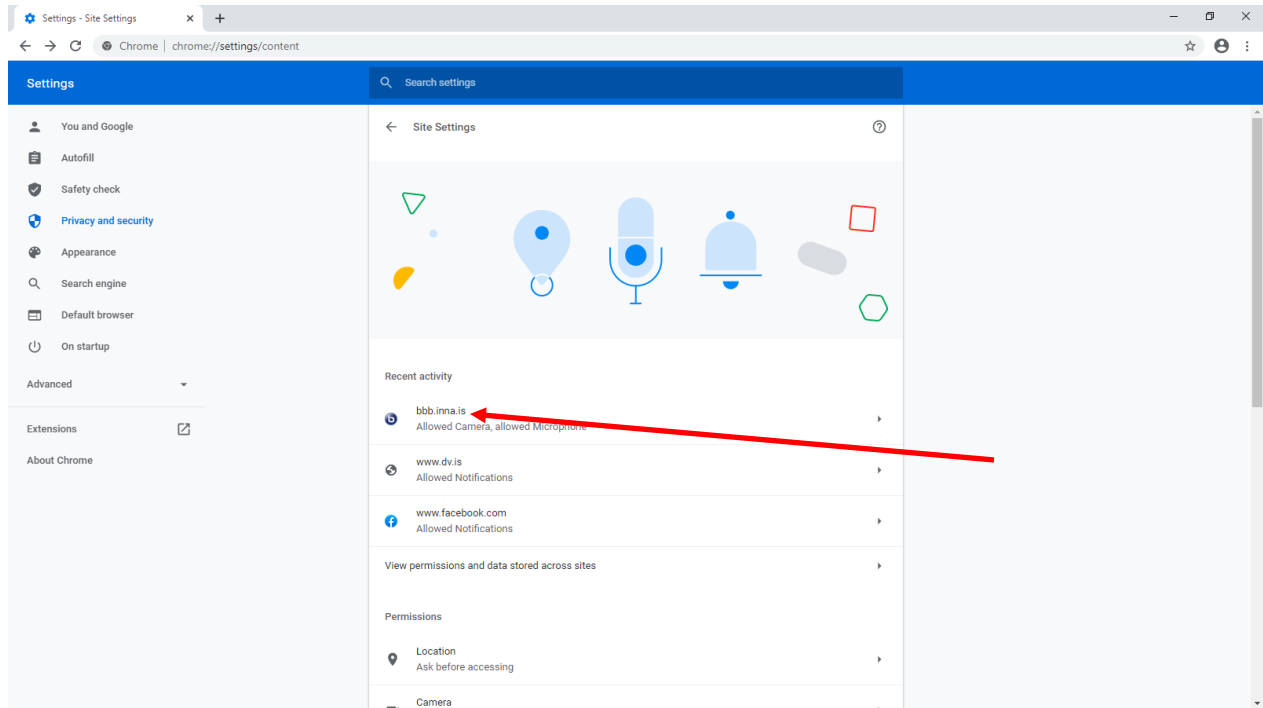 Settings - Site Settings
Chrome | chrome://settings/content
Settings
Search settings
You and Google
Autofill
Safety check
Privacy and security
Appearance
Search engine
Default browser
On startup
Advanced
Extensions
About Chrome
Site Settings
Recent activity
bbb.inna.is
Allowed Camera, allowed Microphone
www.dv.is
Allowed Notifications
www.facebook.com
Allowed Notifications
View permissions and data stored across sites
Permissions
Location
Ask before accessing
Camera